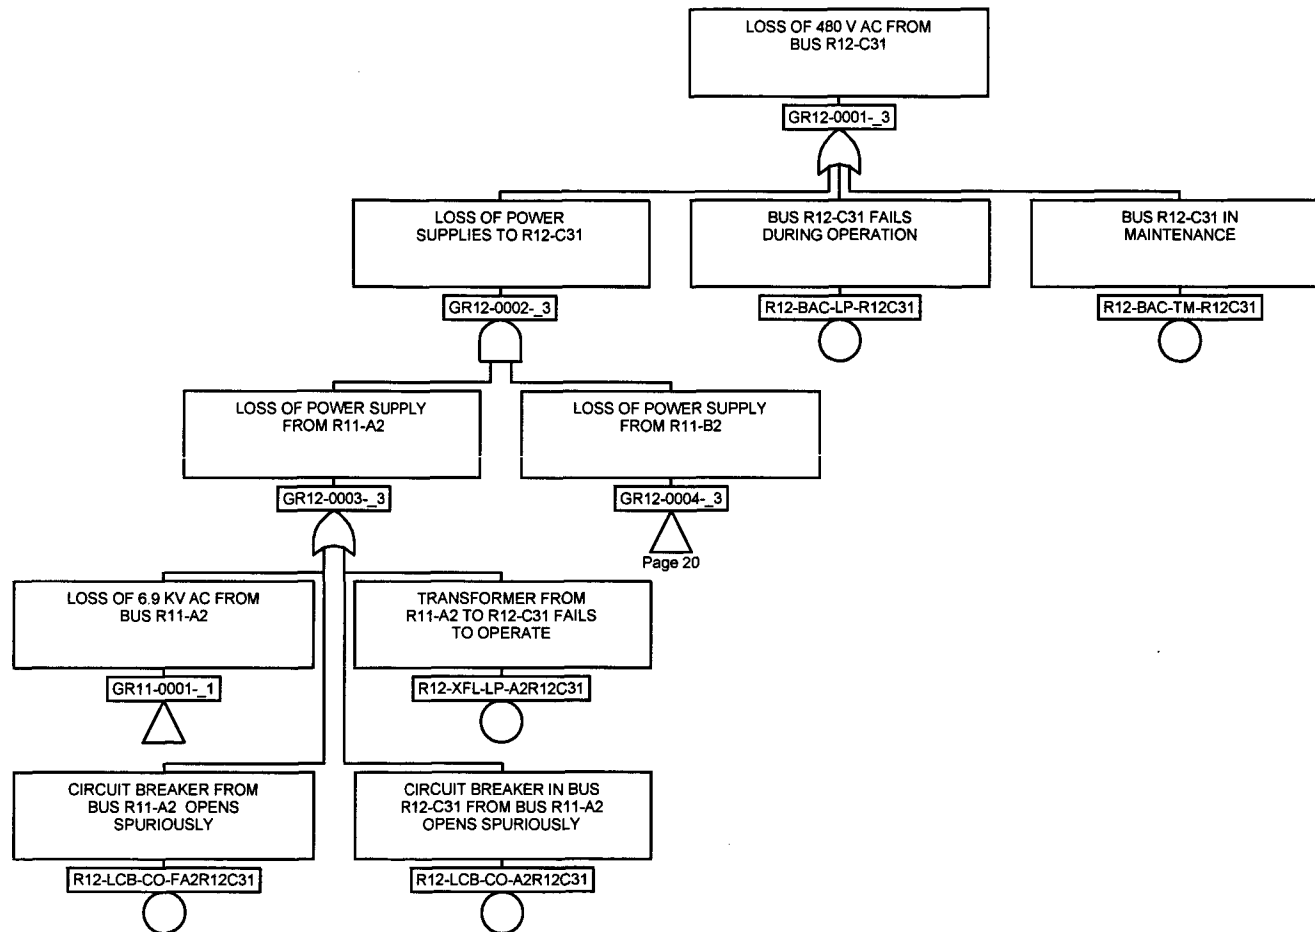 LOSS OF 480 V AC FROM
BUS R12-C31
GR12-0001-_3
LOSS OF POWER
SUPPLIES TO R12-C31
GR12-0002-_3
BUS R12-C31 FAILS
DURING OPERATION
R12-BAC-LP-R12C31
BUS R12-C31 IN
MAINTENANCE
R12-BAC-TM-R12C31
LOSS OF POWER SUPPLY
FROM R11-A2
GR12-0003-_3
LOSS OF POWER SUPPLY
FROM R11-B2
GR12-0004-_3
Page 20
LOSS OF 6.9 KV AC FROM
BUS R11-A2
GR11-0001-_1
TRANSFORMER FROM
R11-A2 TO R12-C31 FAILS
TO OPERATE
R12-XFL-LP-A2R12C31
CIRCUIT BREAKER FROM
BUS R11-A2 OPENS
SPURIOUSLY
R12-LCB-CO-FA2R12C31
CIRCUIT BREAKER IN BUS
R12-C31 FROM BUS R11-A2
OPENS SPURIOUSLY
R12-LCB-CO-A2R12C31